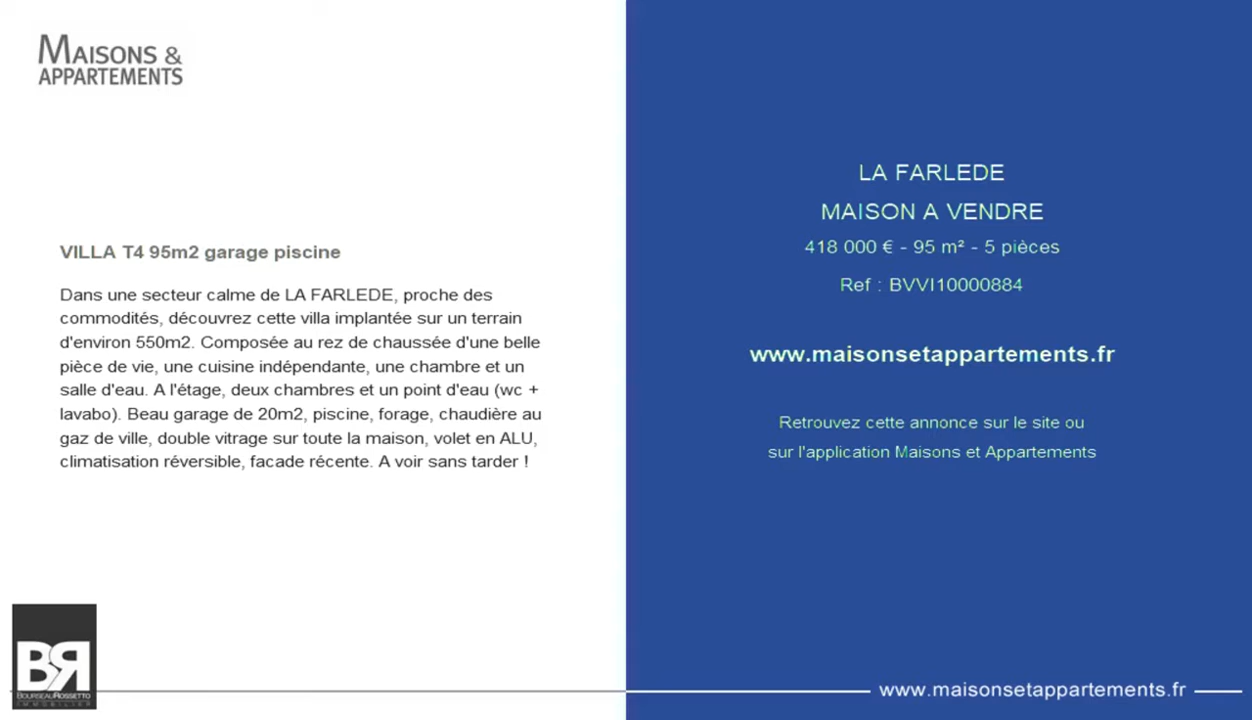 MAISONS &
APPARTEMENTS
VILLA T4 95m2 garage piscine
Dans une secteur calme de LA FARLEDE, proche des
commodités, découvrez cette villa implantée sur un terrain
d'environ 550m2. Composée au rez de chaussée d'une belle
pièce de vie, une cuisine indépendante, une chambre et un
salle d'eau. A l'étage, deux chambres et un point d'eau (wc +
lavabo). Beau garage de 20m2, piscine, forage, chaudière au
gaz de ville, double vitrage sur toute la maison, volet en ALU,
climatisation réversible, facade récente. A voir sans tarder !
BR
BOURSEAUROSSETTO
IMMOBILIER
LA FARLEDE
MAISON A VENDRE
418 000 € - 95 m² - 5 pièces
Ref : BVVI10000884
www.maisonsetappartements.fr
Retrouvez cette annonce sur le site ou
sur l'application Maisons et Appartements
www.maisonsetappartements.fr